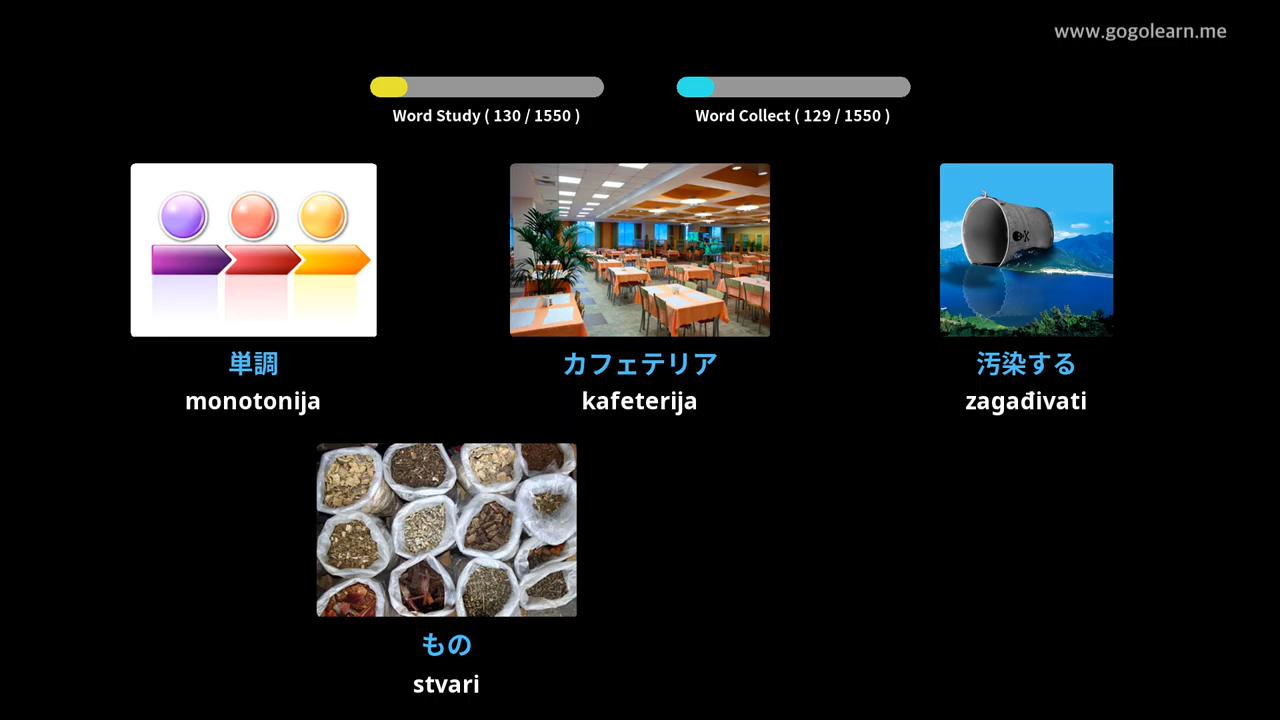 www.gogolearn.me
Word Study ( 130 / 1550 )
Word Collect ( 129 / 1550 )
単調
monotonija
カフェテリア
kafeterija
汚染する
zagađivati
もの
stvari